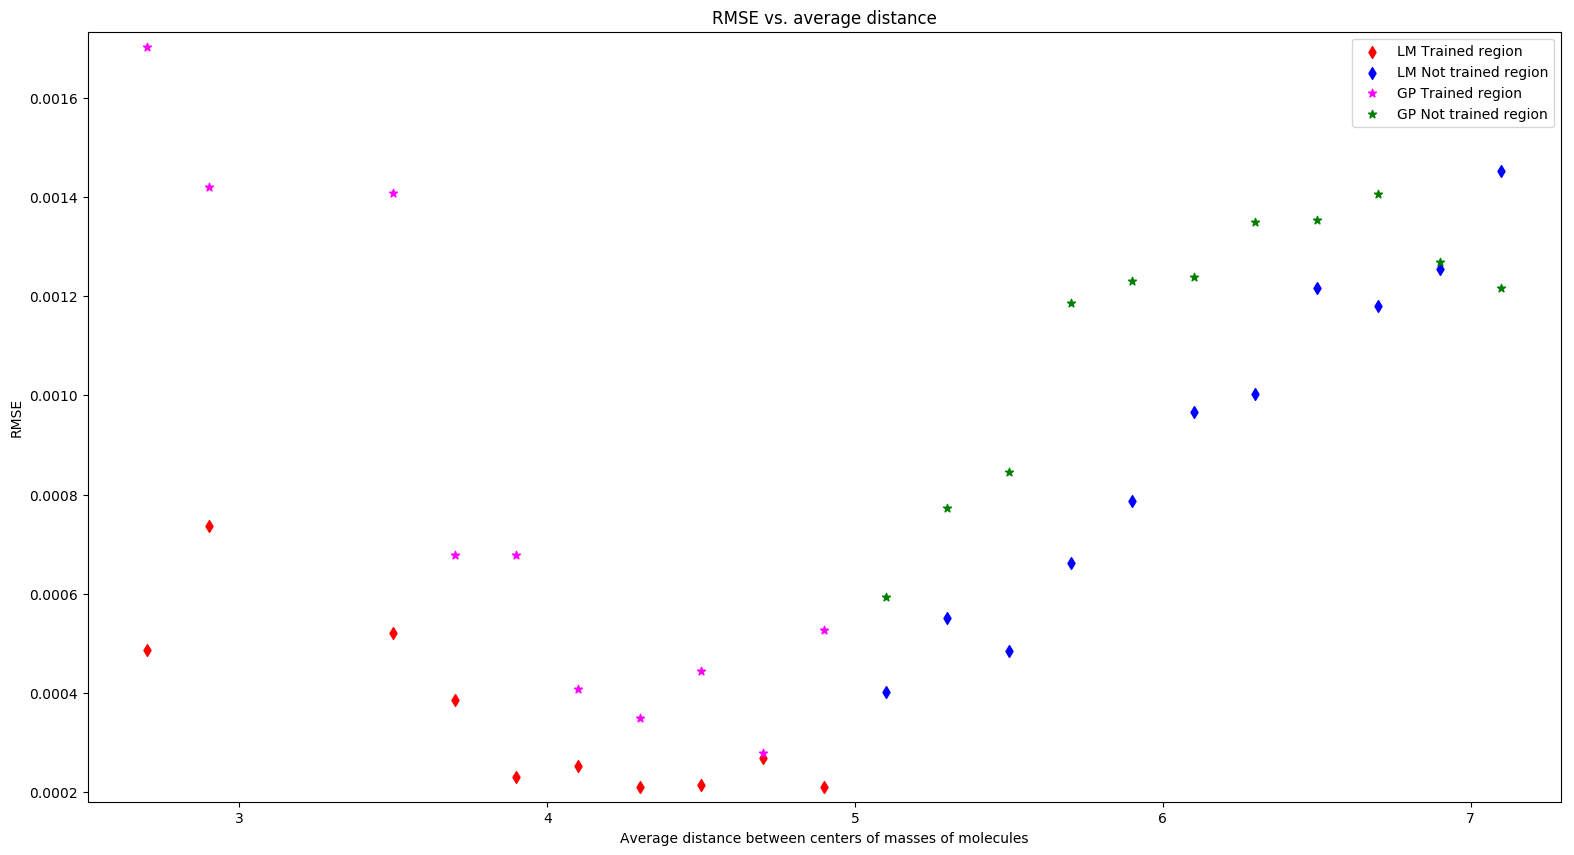 RMSE vs. average distance
LM Trained region
LM Not trained region
GP Trained region
GP Not trained region
0.0016
0.0014
0.0012
0.0010
0.0008
0.0006
0.0004
0.0002
RMSE
3 4 5 6 7
Average distance between centers of masses of molecules